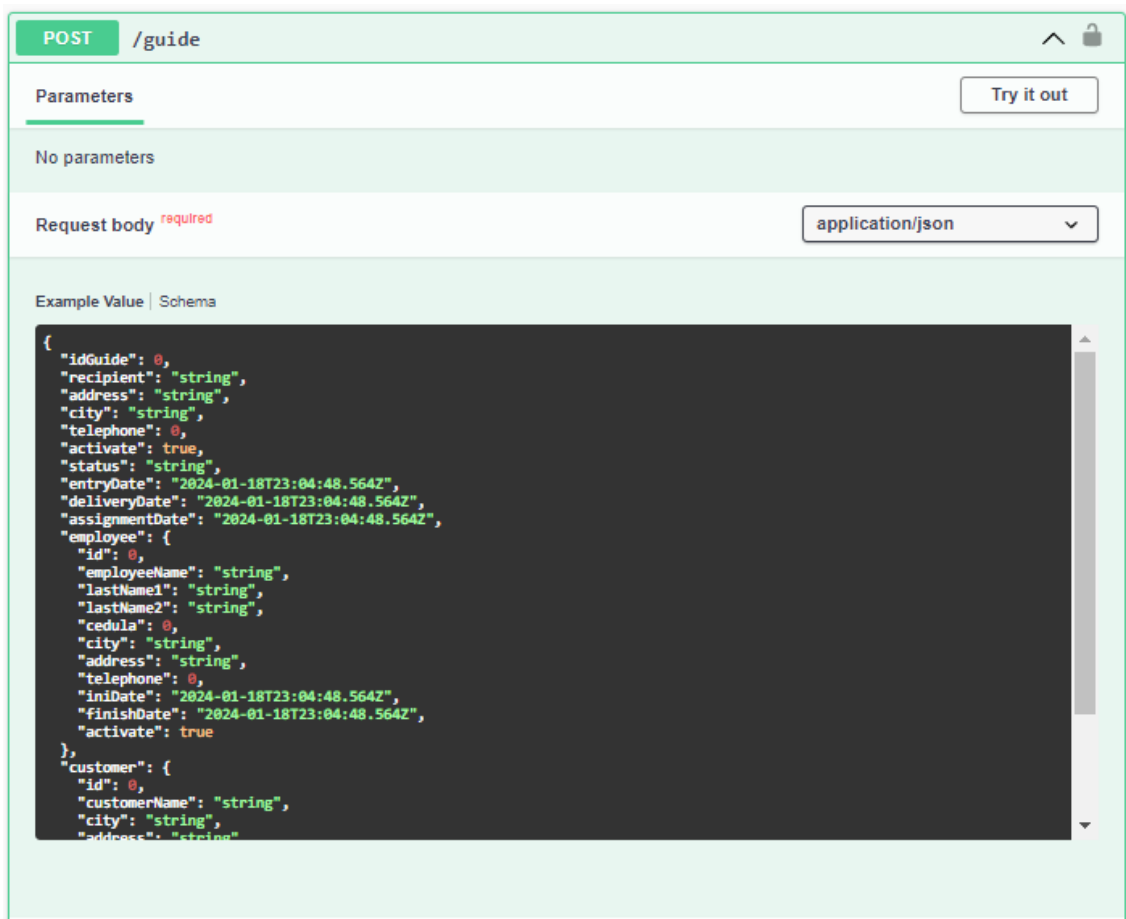 POST /guide
Parameters
Try it out
No parameters
Request body required
application/json
Example Value | Schema
{
  "idGuide": 0,
  "recipient": "string",
  "address": "string",
  "city": "string",
  "telephone": 0,
  "activate": true,
  "status": "string",
  "entryDate": "2024-01-18T23:04:48.564Z",
  "deliveryDate": "2024-01-18T23:04:48.564Z",
  "assignmentDate": "2024-01-18T23:04:48.564Z",
  "employee": {
    "id": 0,
    "employeeName": "string",
    "lastName1": "string",
    "lastName2": "string",
    "cedula": 0,
    "city": "string",
    "address": "string",
    "telephone": 0,
    "iniDate": "2024-01-18T23:04:48.564Z",
    "finishDate": "2024-01-18T23:04:48.564Z",
    "activate": true
  },
  "customer": {
    "id": 0,
    "customerName": "string",
    "city": "string",
    "address": "string"